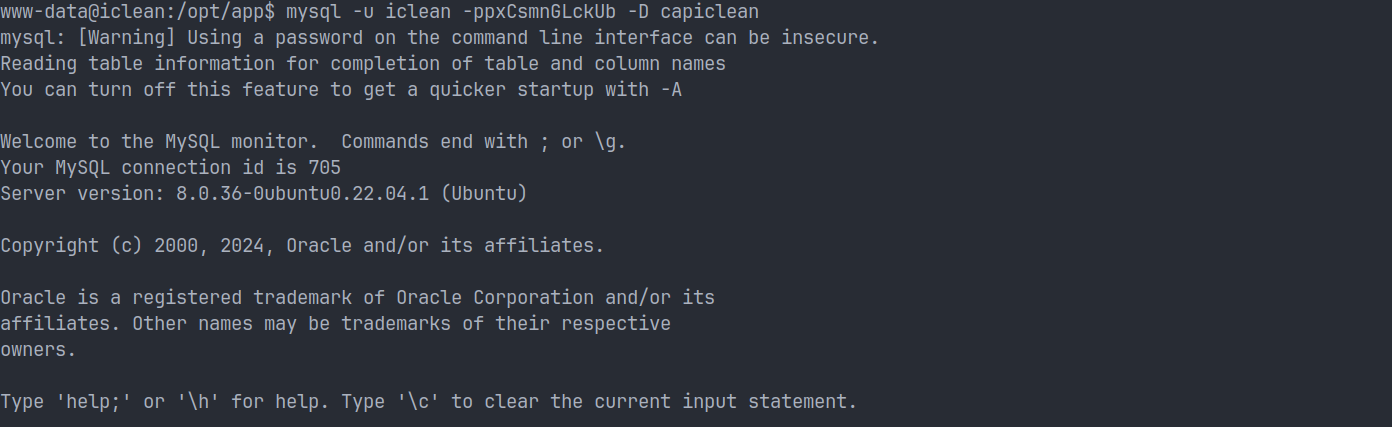 www-data@iclean:/opt/app$ mysql -u iclean -ppxCsmnGLckUb -D capiclean
mysql: [Warning] Using a password on the command line interface can be insecure.
Reading table information for completion of table and column names
You can turn off this feature to get a quicker startup with -A
Welcome to the MySQL monitor.  Commands end with ; or \g.
Your MySQL connection id is 705
Server version: 8.0.36-0ubuntu0.22.04.1 (Ubuntu)
Copyright (c) 2000, 2024, Oracle and/or its affiliates.
Oracle is a registered trademark of Oracle Corporation and/or its
affiliates. Other names may be trademarks of their respective
owners.
Type 'help;' or '\h' for help. Type '\c' to clear the current input statement.